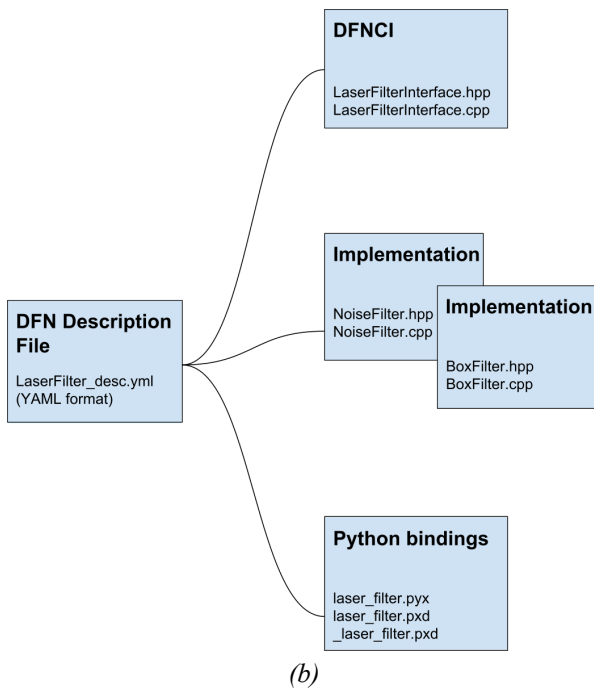 DFNCI
LaserFilterInterface.hpp
LaserFilterInterface.cpp
Implementation
NoiseFilter.hpp
NoiseFilter.cpp
Implementation
BoxFilter.hpp
BoxFilter.cpp
DFN Description
File
LaserFilter_desc.yml
(YAML format)
Python bindings
laser_filter.pyx
laser_filter.pxd
_laser_filter.pxd
(b)